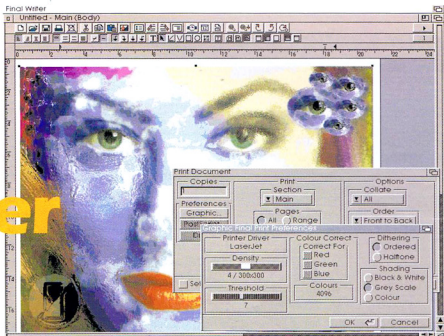 Final Writer
Untitled - Main (Body)
er
Print Document
Copies
1
Preferences
Graphic...
Print
Section
Main
Pages
All Range
Options
Collate
All
Order
Front to Back
Graphic Final Print Preferences
Printer Driver
LaserJet
Density
4 / 300x300
Threshold
7
Colour Correct
Correct For
Red
Green
Blue
Colours
4096
Dithering
Ordered
Halftone
Shading
Black & White
Grey Scale
Colour
OK
Cancel